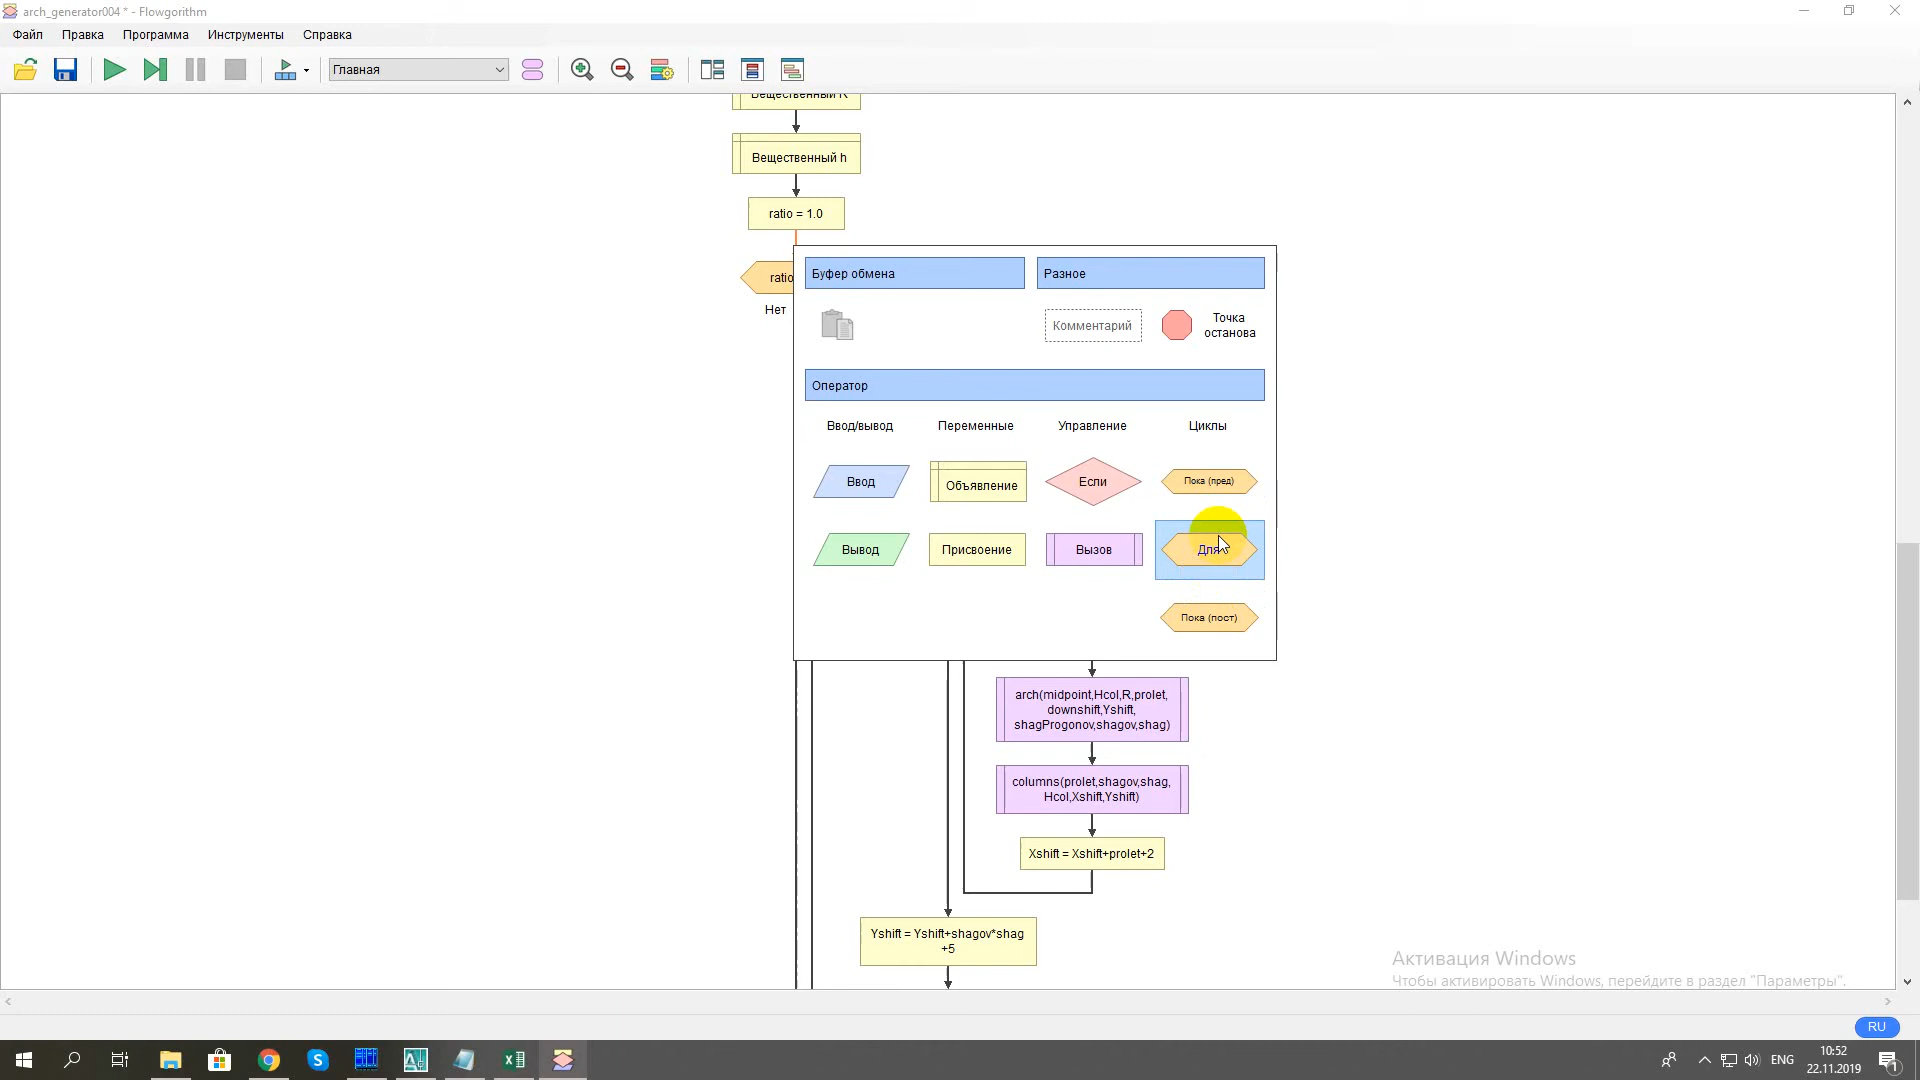 arch_generator004 * - Flowgorithm
Файл Правка Программа Инструменты Справка
Главная
Вещественный R
Вещественный h
ratio = 1.0
ratio
Нет
Буфер обмена
Разное
Комментарий
Точка
останова
Оператор
Ввод/вывод Переменные Управление Циклы
Ввод Объявление Если Пока (пред)
Вывод Присвоение Вызов Для
Пока (пост)
arch(midpoint,Hcol,R,prolet,
downshift,Yshift,
shagProgonov,shagov,shag)
columns(prolet,shagov,shag,
Hcol,Xshift,Yshift)
Xshift = Xshift+prolet+2
Yshift = Yshift+shagov*shag
+5
Активация Windows
Чтобы активировать Windows, перейдите в раздел "Параметры".
RU
ENG
10:52
22.11.2019
1